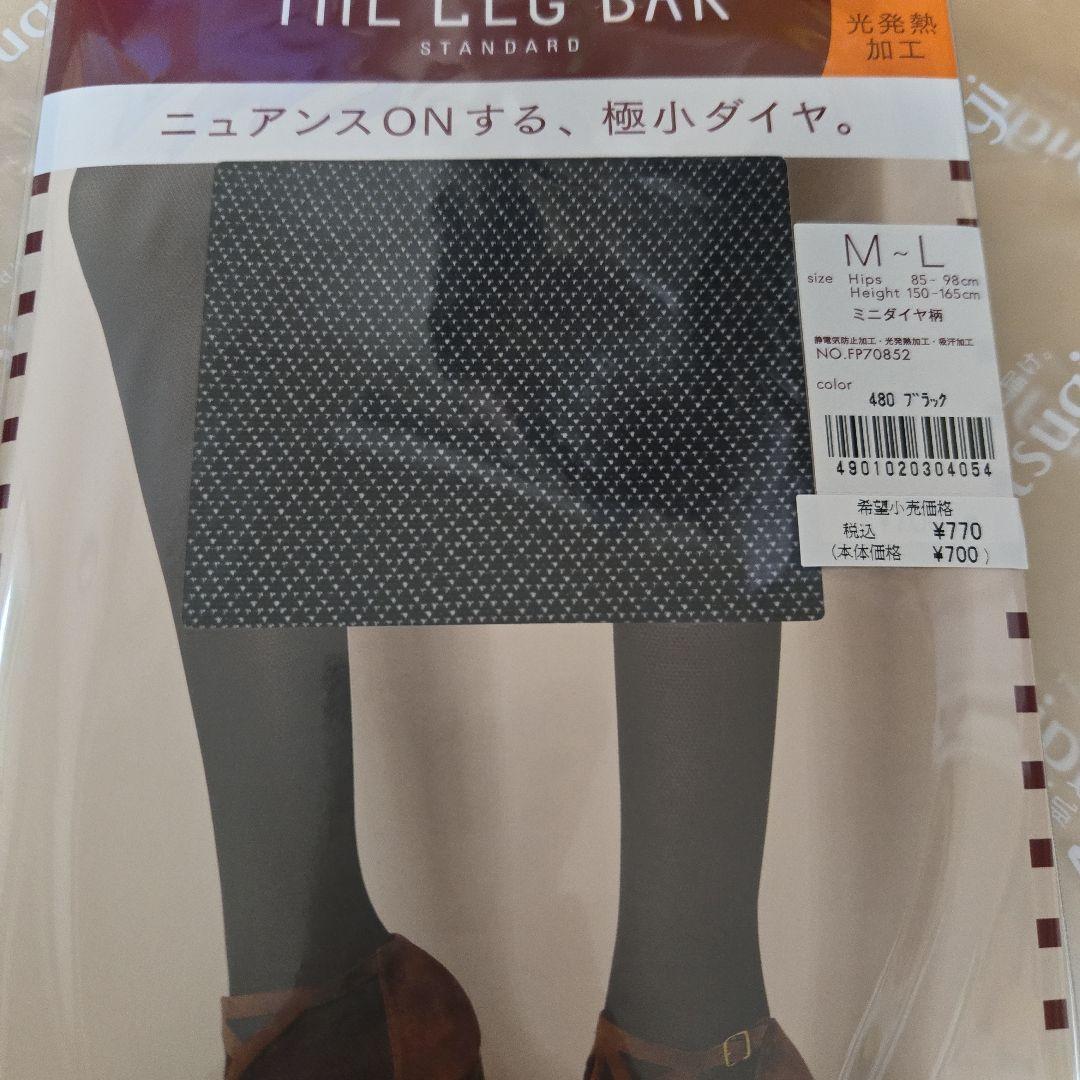 THE LEG BAR
STANDARD
光発熱
加工
ニュアンスONする、極小ダイヤ。
M~L
size Hips 85- 98cm
Height 150-165cm
ミニダイヤ柄
静電気防止加工・光発熱加工・吸汗加工
NO.FP70852
color
480 ブラック
4901020304054
希望小売価格
税込 ¥770
(本体価格 ¥700)